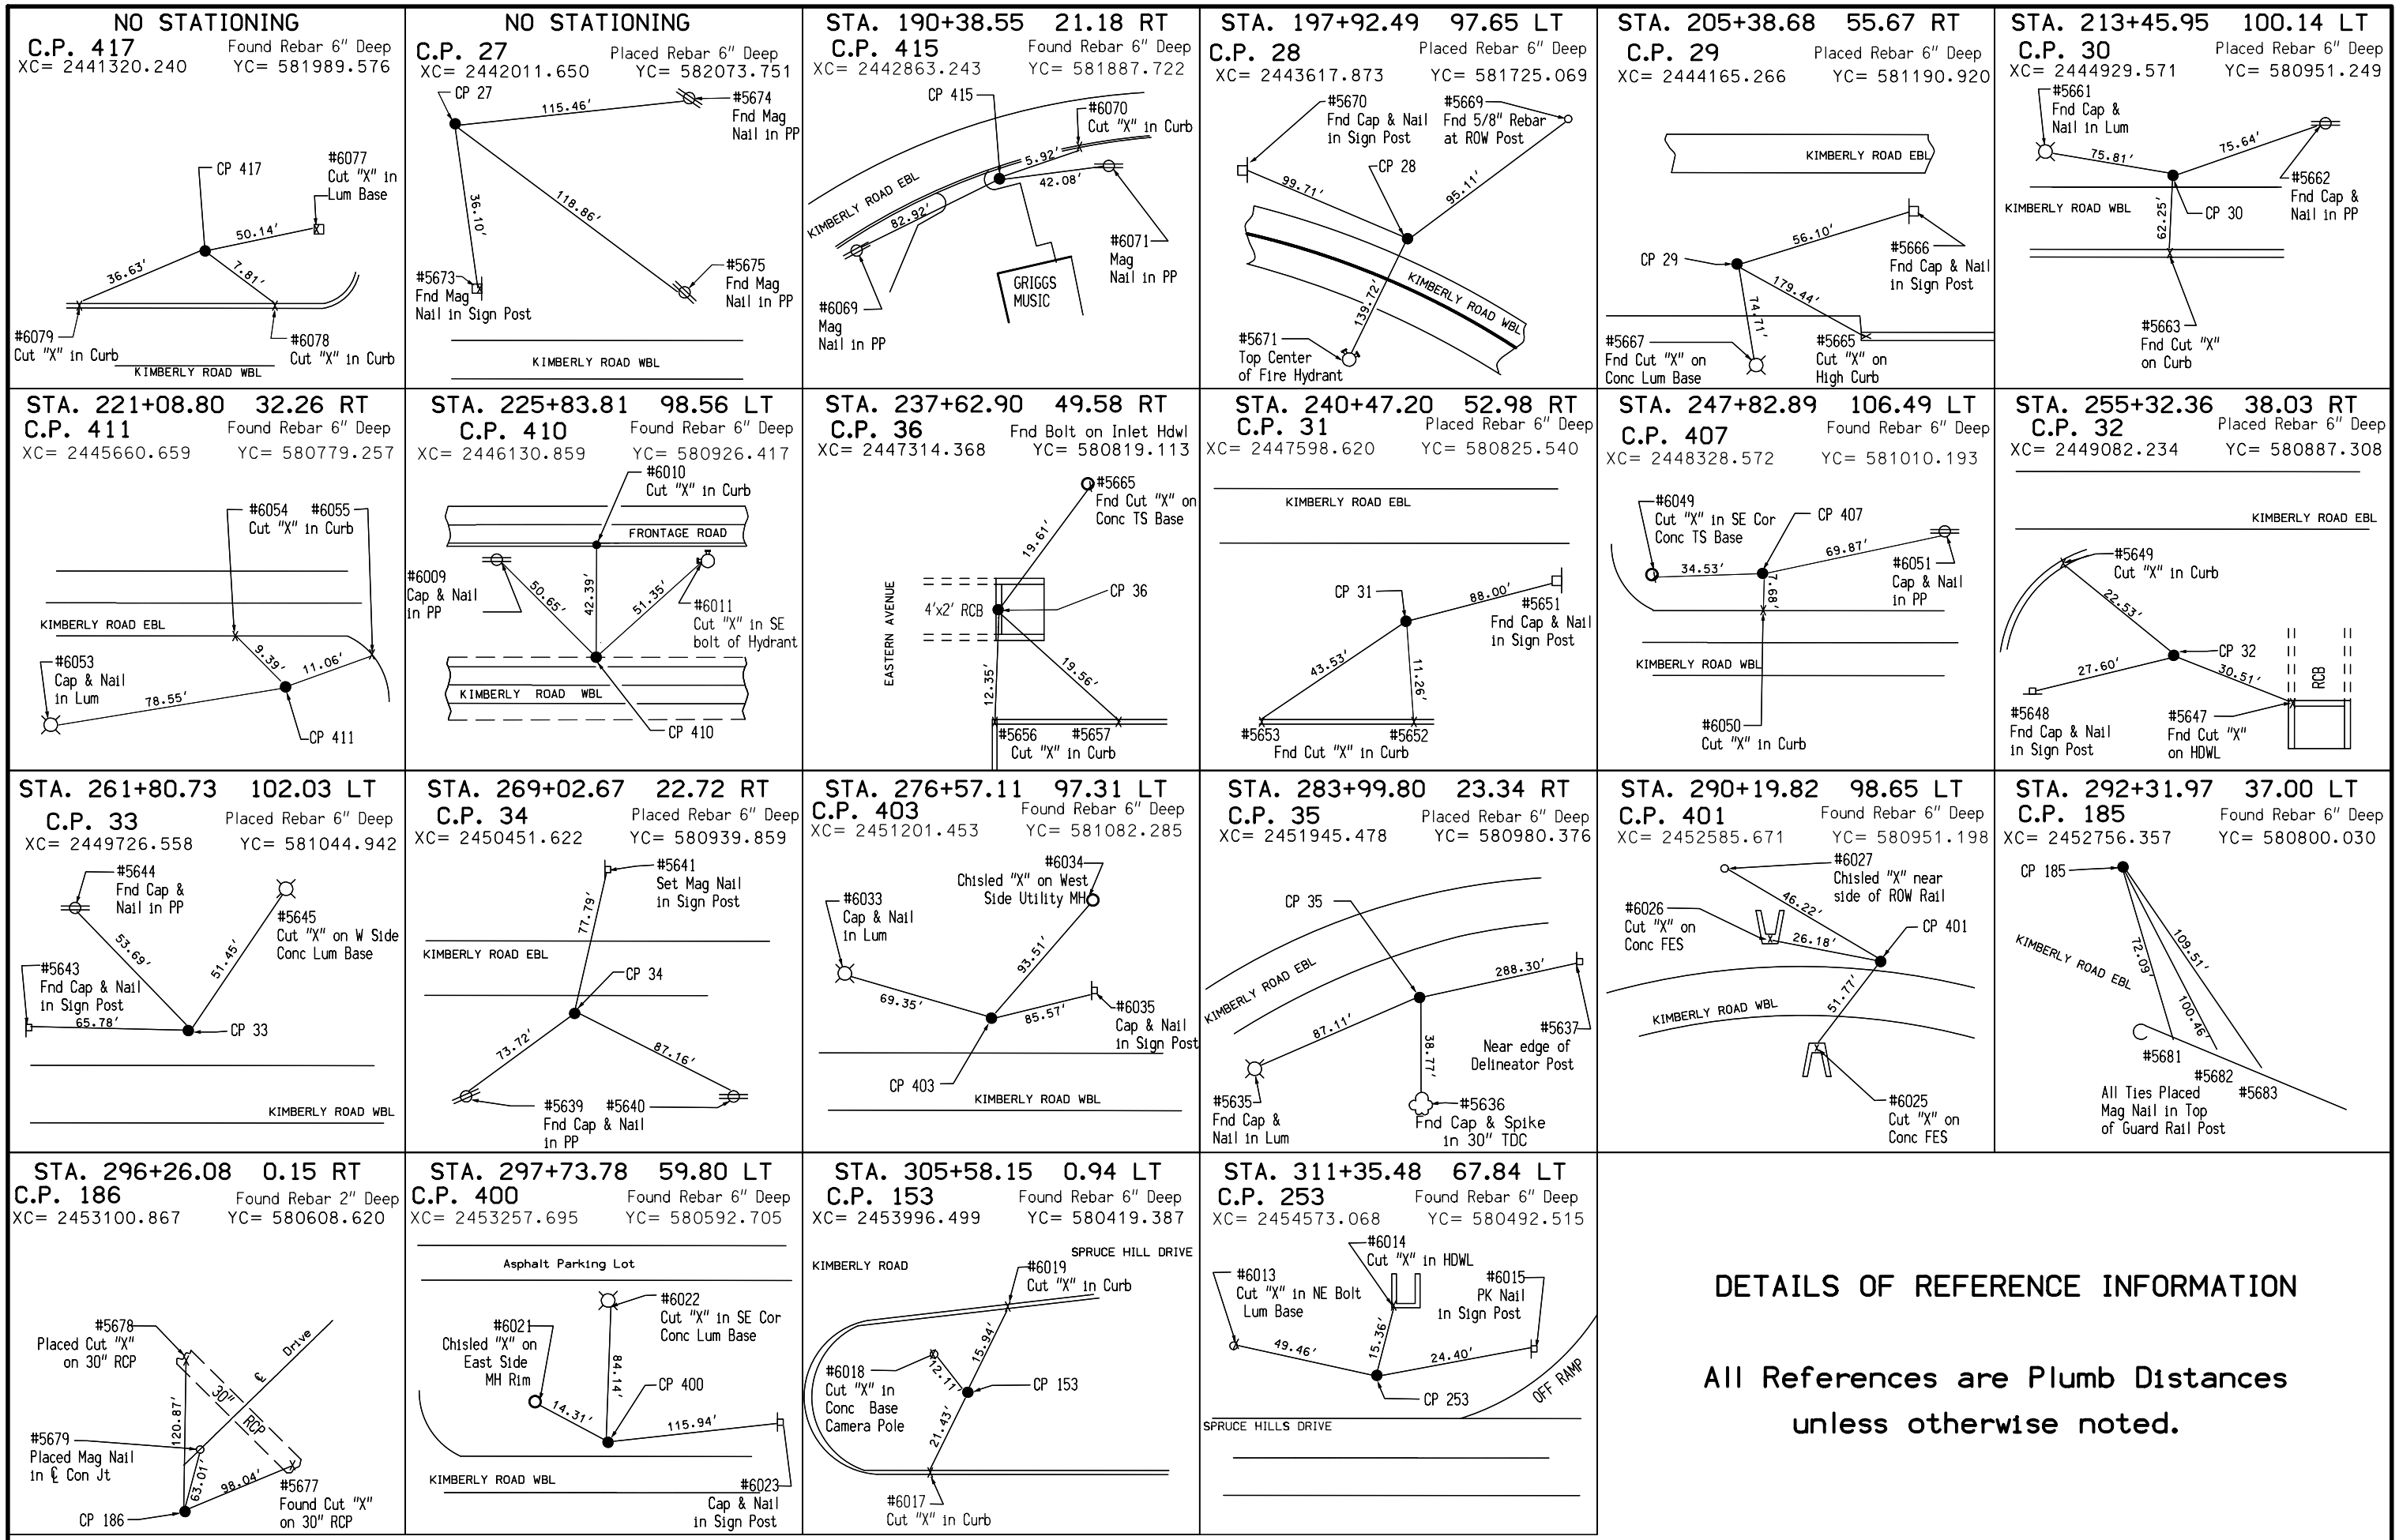 NO STATIONING
C.P. 417 Found Rebar 6" Deep
XC= 2441320.240 YC= 581989.576
CP 417
#6077
Cut "X" in
Lum Base
50.14'
36.63'
7.81'
#6079
Cut "X" in Curb
#6078
Cut "X" in Curb
KIMBERLY ROAD WBL
NO STATIONING
C.P. 27 Placed Rebar 6" Deep
XC= 2442011.650 YC= 582073.751
CP 27
115.46'
#5674
Fnd Mag
Nail in PP
36.10'
118.86'
#5673
Fnd Mag
Nail in Sign Post
#5675
Fnd Mag
Nail in PP
KIMBERLY ROAD WBL
STA. 190+38.55 21.18 RT
C.P. 415 Found Rebar 6" Deep
XC= 2442863.243 YC= 581887.722
CP 415
#6070
Cut "X" in Curb
5.92'
42.08'
KIMBERLY ROAD EBL
82.92'
#6071
Mag
Nail in PP
GRIGGS
MUSIC
#6069
Mag
Nail in PP
STA. 197+92.49 97.65 LT
C.P. 28 Placed Rebar 6" Deep
XC= 2443617.873 YC= 581725.069
#5670
Fnd Cap & Nail
in Sign Post
#5669
Fnd 5/8" Rebar
at ROW Post
CP 28
99.71'
95.11'
139.72'
KIMBERLY ROAD WBL
#5671
Top Center
of Fire Hydrant
STA. 205+38.68 55.67 RT
C.P. 29 Placed Rebar 6" Deep
XC= 2444165.266 YC= 581190.920
KIMBERLY ROAD EBL
56.10'
CP 29
#5666
Fnd Cap & Nail
in Sign Post
179.44'
74.71'
#5667
Fnd Cut "X" on
Conc Lum Base
#5665
Cut "X" on
High Curb
STA. 213+45.95 100.14 LT
C.P. 30 Placed Rebar 6" Deep
XC= 2444929.571 YC= 580951.249
#5661
Fnd Cap &
Nail in Lum
75.81'
75.64'
#5662
Fnd Cap &
Nail in PP
KIMBERLY ROAD WBL
62.25'
CP 30
#5663
Fnd Cut "X"
on Curb
STA. 221+08.80 32.26 RT
C.P. 411 Found Rebar 6" Deep
XC= 2445660.659 YC= 580779.257
#6054 #6055
Cut "X" in Curb
KIMBERLY ROAD EBL
#6053
Cap & Nail
in Lum
9.39'
11.06'
78.55'
CP 411
STA. 225+83.81 98.56 LT
C.P. 410 Found Rebar 6" Deep
XC= 2446130.859 YC= 580926.417
#6010
Cut "X" in Curb
FRONTAGE ROAD
#6009
Cap & Nail
in PP
50.65'
42.39'
51.35'
#6011
Cut "X" in SE
bolt of Hydrant
KIMBERLY ROAD WBL
CP 410
STA. 237+62.90 49.58 RT
C.P. 36 Fnd Bolt on Inlet Hdwl
XC= 2447314.368 YC= 580819.113
#5665
Fnd Cut "X" on
Conc TS Base
19.61'
CP 36
4'x2' RCB
EASTERN AVENUE
12.35'
19.56'
#5656 #5657
Cut "X" in Curb
STA. 240+47.20 52.98 RT
C.P. 31 Placed Rebar 6" Deep
XC= 2447598.620 YC= 580825.540
KIMBERLY ROAD EBL
CP 31
88.00'
#5651
Fnd Cap & Nail
in Sign Post
43.53'
11.26'
#5653 #5652
Fnd Cut "X" in Curb
STA. 247+82.89 106.49 LT
C.P. 407 Found Rebar 6" Deep
XC= 2448328.572 YC= 581010.193
#6049
Cut "X" in SE Cor
Conc TS Base
CP 407
69.87'
34.53'
7.68'
#6051
Cap & Nail
in PP
KIMBERLY ROAD WBL
#6050
Cut "X" in Curb
STA. 255+32.36 38.03 RT
C.P. 32 Placed Rebar 6" Deep
XC= 2449082.234 YC= 580887.308
KIMBERLY ROAD EBL
#5649
Cut "X" in Curb
22.53'
CP 32
27.60'
30.51'
RCB
#5648
Fnd Cap & Nail
in Sign Post
#5647
Fnd Cut "X"
on HDWL
STA. 261+80.73 102.03 LT
C.P. 33 Placed Rebar 6" Deep
XC= 2449726.558 YC= 581044.942
#5644
Fnd Cap &
Nail in PP
#5645
Cut "X" on W Side
Conc Lum Base
53.69'
51.45'
#5643
Fnd Cap & Nail
in Sign Post
65.78'
CP 33
KIMBERLY ROAD WBL
STA. 269+02.67 22.72 RT
C.P. 34 Placed Rebar 6" Deep
XC= 2450451.622 YC= 580939.859
#5641
Set Mag Nail
in Sign Post
77.79'
KIMBERLY ROAD EBL
CP 34
73.72'
87.16'
#5639 #5640
Fnd Cap & Nail
in PP
STA. 276+57.11 97.31 LT
C.P. 403 Found Rebar 6" Deep
XC= 2451201.453 YC= 581082.285
#6034
Chisled "X" on West
Side Utility MH
#6033
Cap & Nail
in Lum
93.51'
69.35'
85.57'
#6035
Cap & Nail
in Sign Post
CP 403
KIMBERLY ROAD WBL
STA. 283+99.80 23.34 RT
C.P. 35 Placed Rebar 6" Deep
XC= 2451945.478 YC= 580980.376
CP 35
KIMBERLY ROAD EBL
288.30'
87.11'
38.77'
#5637
Near edge of
Delineator Post
#5635
Fnd Cap &
Nail in Lum
#5636
Fnd Cap & Spike
in 30" TDC
STA. 290+19.82 98.65 LT
C.P. 401 Found Rebar 6" Deep
XC= 2452585.671 YC= 580951.198
#6027
Chisled "X" near
side of ROW Rail
46.22'
#6026
Cut "X" on
Conc FES
26.18'
CP 401
51.77'
KIMBERLY ROAD WBL
#6025
Cut "X" on
Conc FES
STA. 292+31.97 37.00 LT
C.P. 185 Found Rebar 6" Deep
XC= 2452756.357 YC= 580800.030
CP 185
KIMBERLY ROAD EBL
72.09'
109.51'
100.46'
#5681
#5682
#5683
All Ties Placed
Mag Nail in Top
of Guard Rail Post
STA. 296+26.08 0.15 RT
C.P. 186 Found Rebar 2" Deep
XC= 2453100.867 YC= 580608.620
#5678
Placed Cut "X"
on 30" RCP
℄ Drive
30" RCP
120.87'
#5679
Placed Mag Nail
in ℄ Con Jt
63.01'
98.04'
#5677
Found Cut "X"
on 30" RCP
CP 186
STA. 297+73.78 59.80 LT
C.P. 400 Found Rebar 6" Deep
XC= 2453257.695 YC= 580592.705
Asphalt Parking Lot
#6022
Cut "X" in SE Cor
Conc Lum Base
#6021
Chisled "X" on
East Side
MH Rim
84.14'
CP 400
14.31'
115.94'
KIMBERLY ROAD WBL
#6023
Cap & Nail
in Sign Post
STA. 305+58.15 0.94 LT
C.P. 153 Found Rebar 6" Deep
XC= 2453996.499 YC= 580419.387
SPRUCE HILL DRIVE
KIMBERLY ROAD
#6019
Cut "X" in Curb
15.94'
#6018
Cut "X" in
Conc Base
Camera Pole
12.11'
CP 153
21.43'
#6017
Cut "X" in Curb
STA. 311+35.48 67.84 LT
C.P. 253 Found Rebar 6" Deep
XC= 2454573.068 YC= 580492.515
#6014
Cut "X" in HDWL
#6013
Cut "X" in NE Bolt
Lum Base
#6015
PK Nail
in Sign Post
49.46'
15.36'
24.40'
CP 253
OFF RAMP
SPRUCE HILLS DRIVE
DETAILS OF REFERENCE INFORMATION
All References are Plumb Distances
unless otherwise noted.